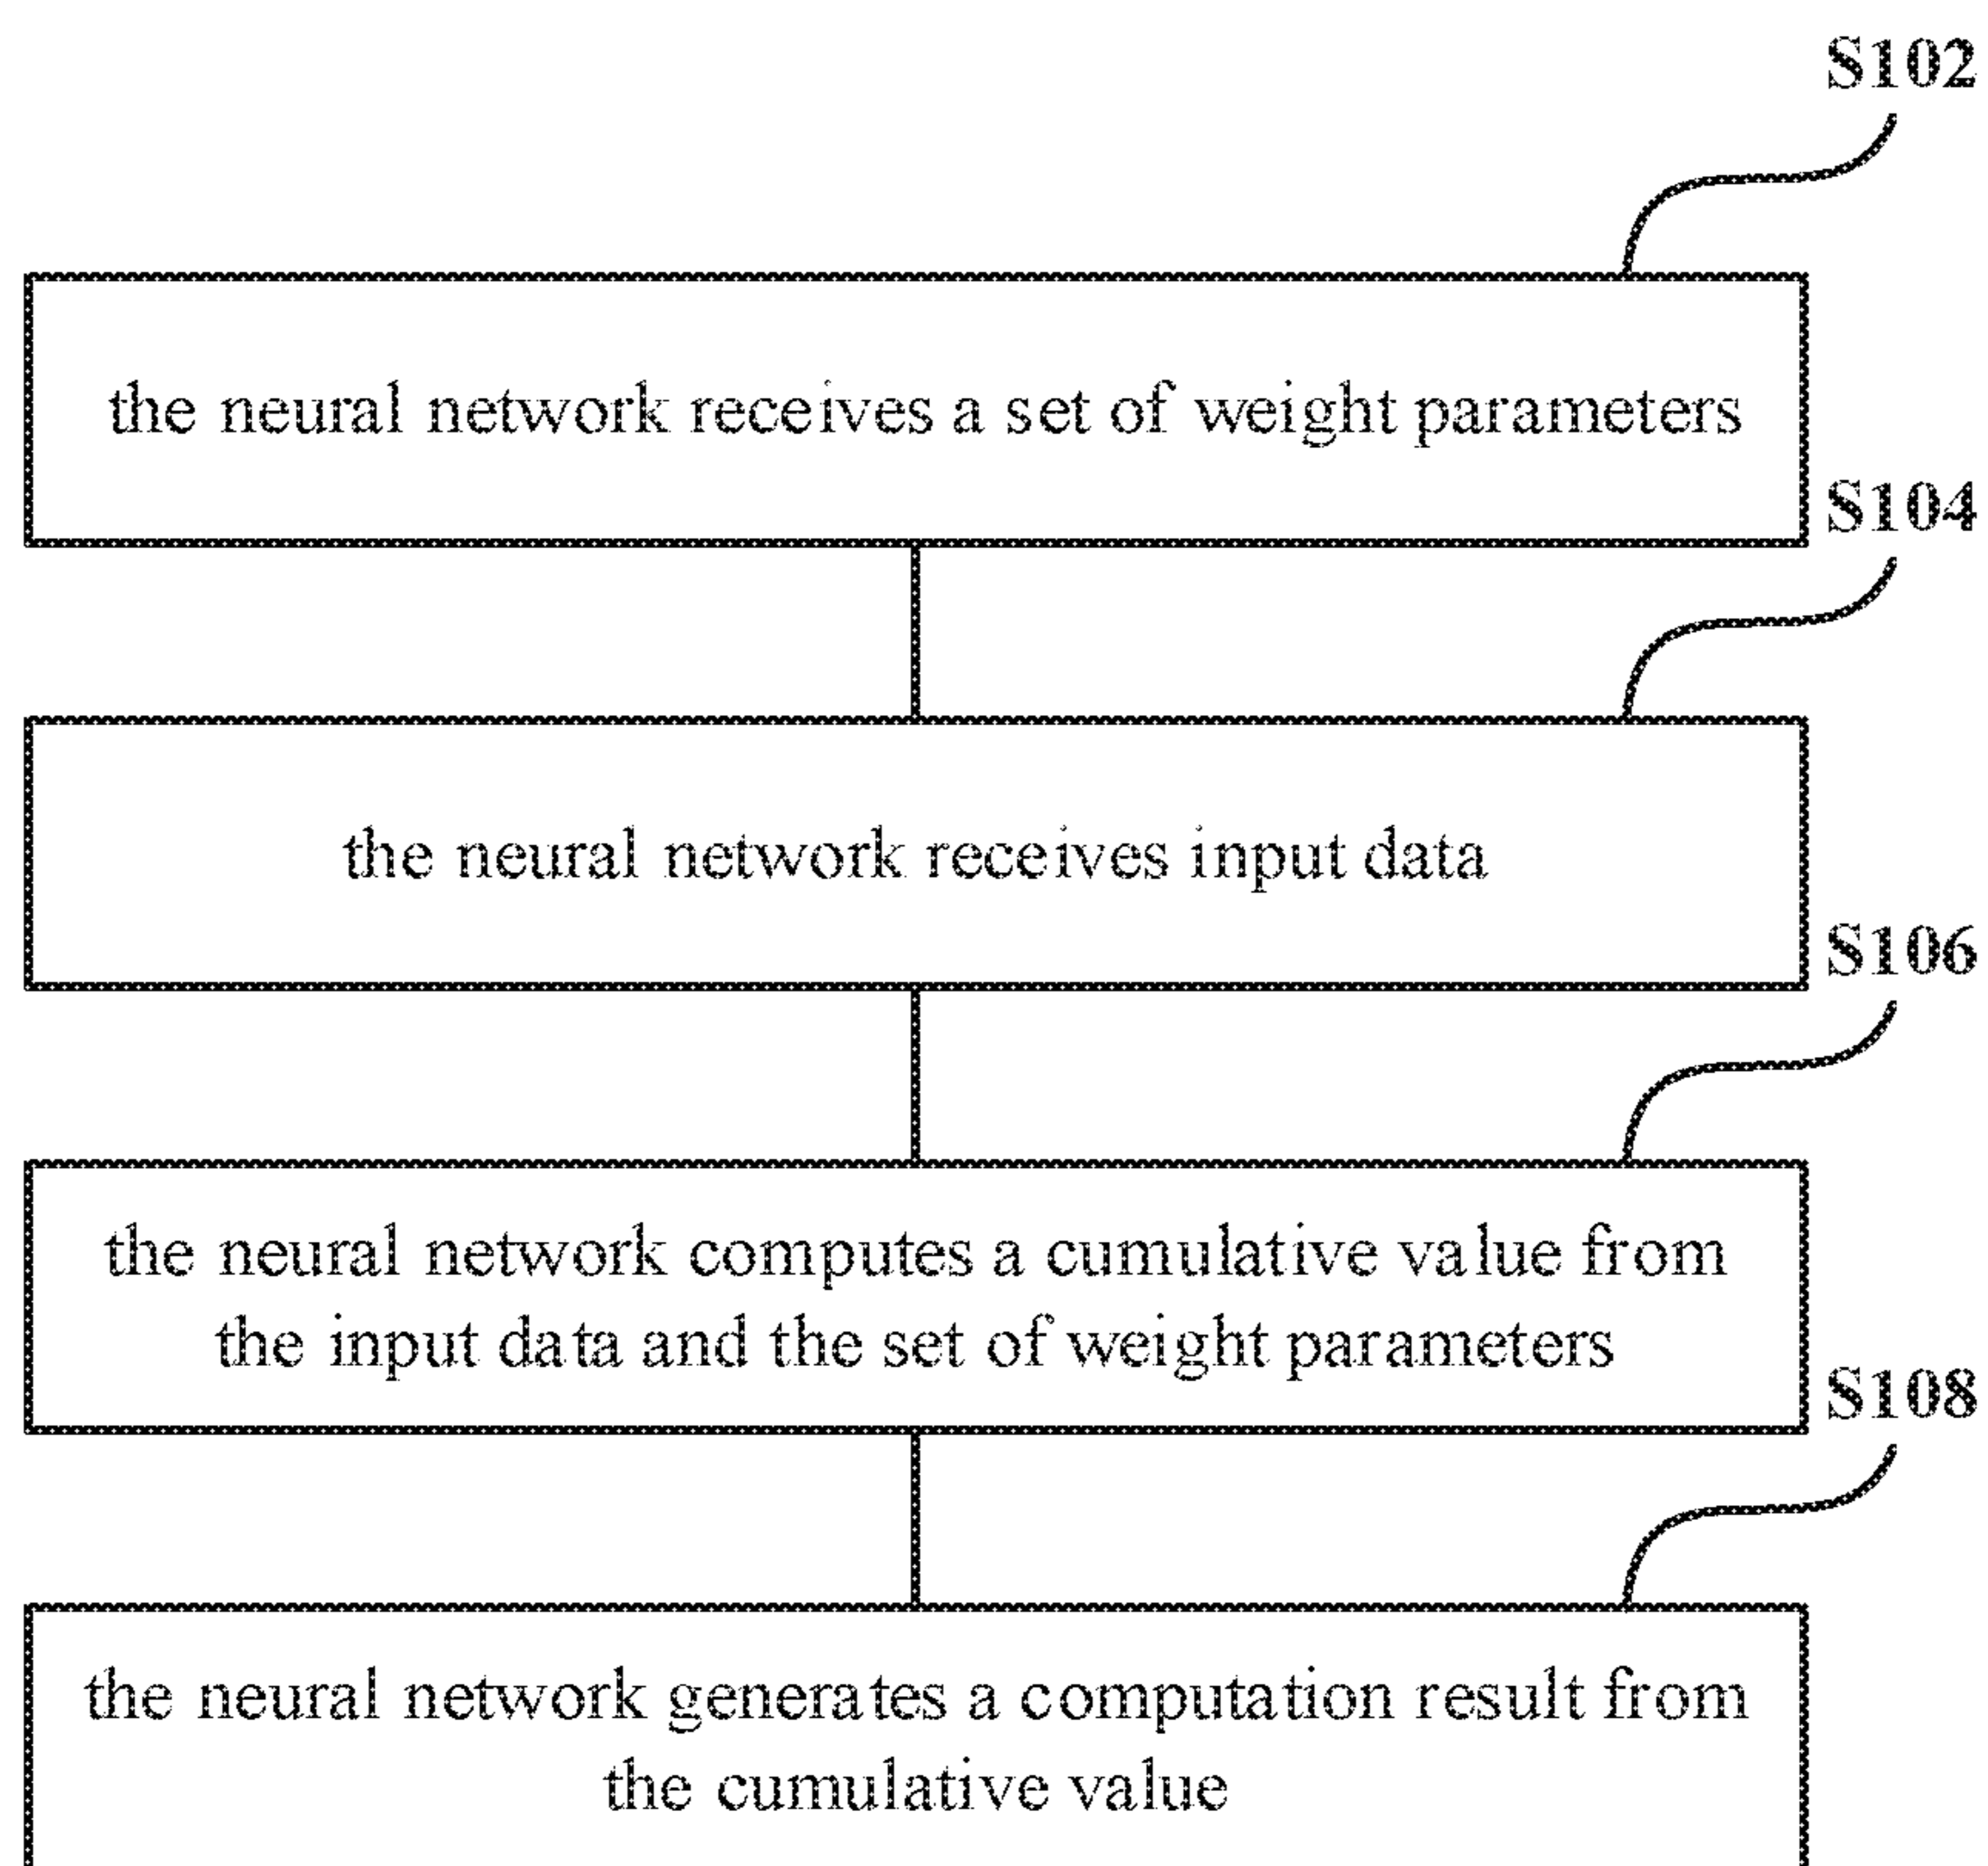 S102
the neural network receives a set of weight parameters
S104
the neural network receives input data
S106
the neural network computes a cumulative value from
the input data and the set of weight parameters
S108
the neural network generates a computation result from
the cumulative value